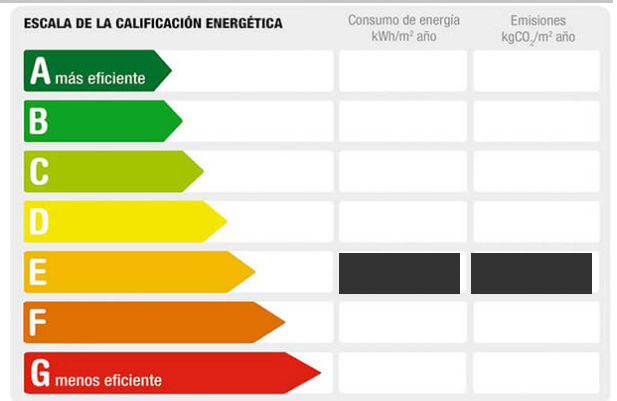 ESCALA DE LA CALIFICACIÓN ENERGÉTICA
Consumo de energía
kWh/m² año
Emisiones
kgCO₂/m² año
A más eficiente
B
C
D
E
F
G menos eficiente